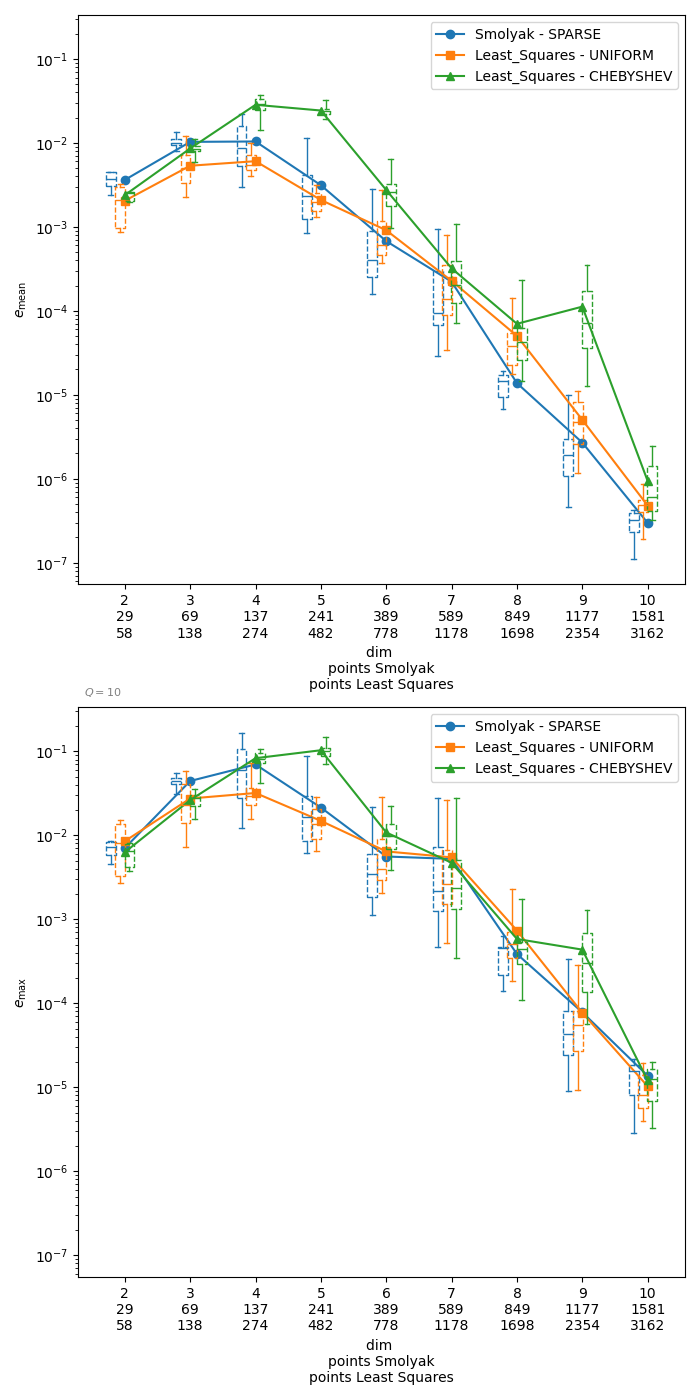 Smolyak - SPARSE
Least_Squares - UNIFORM
Least_Squares - CHEBYSHEV
10⁻¹
10⁻²
10⁻³
10⁻⁴
10⁻⁵
10⁻⁶
10⁻⁷
e_mean
2 3 4 5 6 7 8 9 10
29 69 137 241 389 589 849 1177 1581
58 138 274 482 778 1178 1698 2354 3162
dim
points Smolyak
points Least Squares
Q = 10
Smolyak - SPARSE
Least_Squares - UNIFORM
Least_Squares - CHEBYSHEV
10⁻¹
10⁻²
10⁻³
10⁻⁴
10⁻⁵
10⁻⁶
10⁻⁷
e_max
2 3 4 5 6 7 8 9 10
29 69 137 241 389 589 849 1177 1581
58 138 274 482 778 1178 1698 2354 3162
dim
points Smolyak
points Least Squares